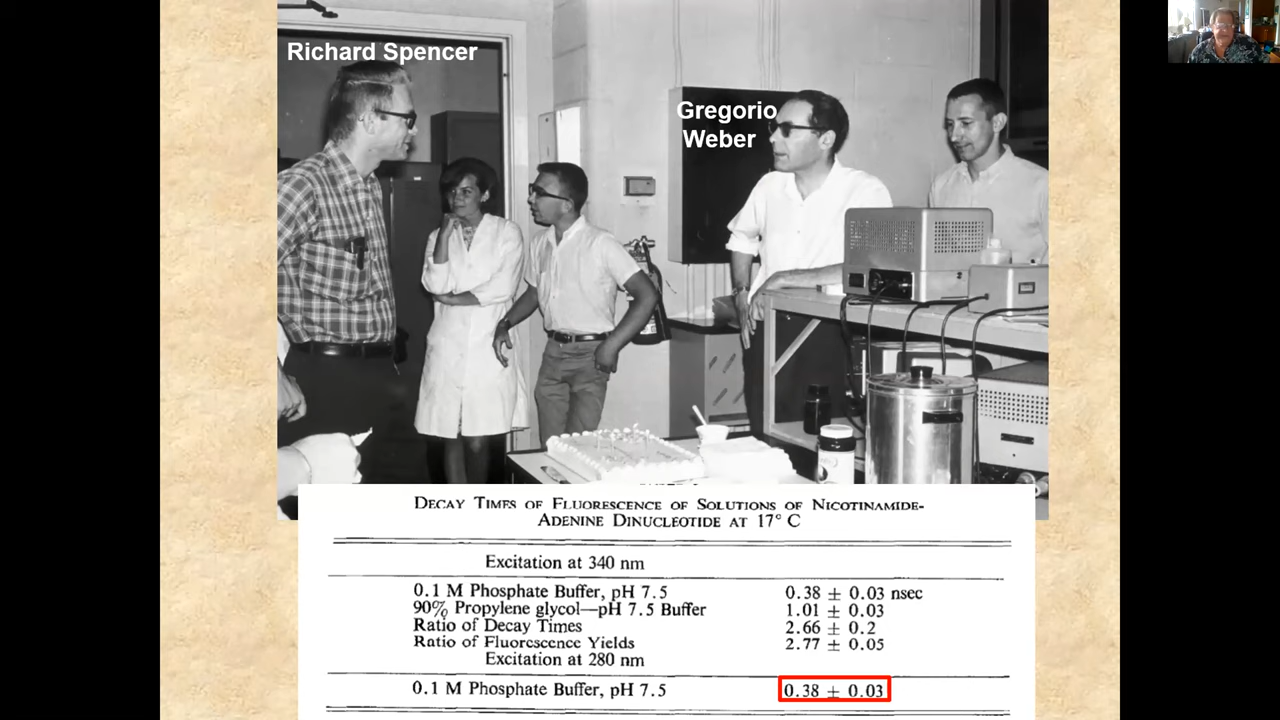 Richard Spencer
Gregorio
Weber
DECAY TIMES OF FLUORESCENCE OF SOLUTIONS OF NICOTINAMIDE-
ADENINE DINUCLEOTIDE AT 17° C
Excitation at 340 nm
0.1 M Phosphate Buffer, pH 7.5 0.38 ± 0.03 nsec
90% Propylene glycol—pH 7.5 Buffer 1.01 ± 0.03
Ratio of Decay Times 2.66 ± 0.2
Ratio of Fluorescence Yields 2.77 ± 0.05
Excitation at 280 nm
0.1 M Phosphate Buffer, pH 7.5 0.38 ± 0.03